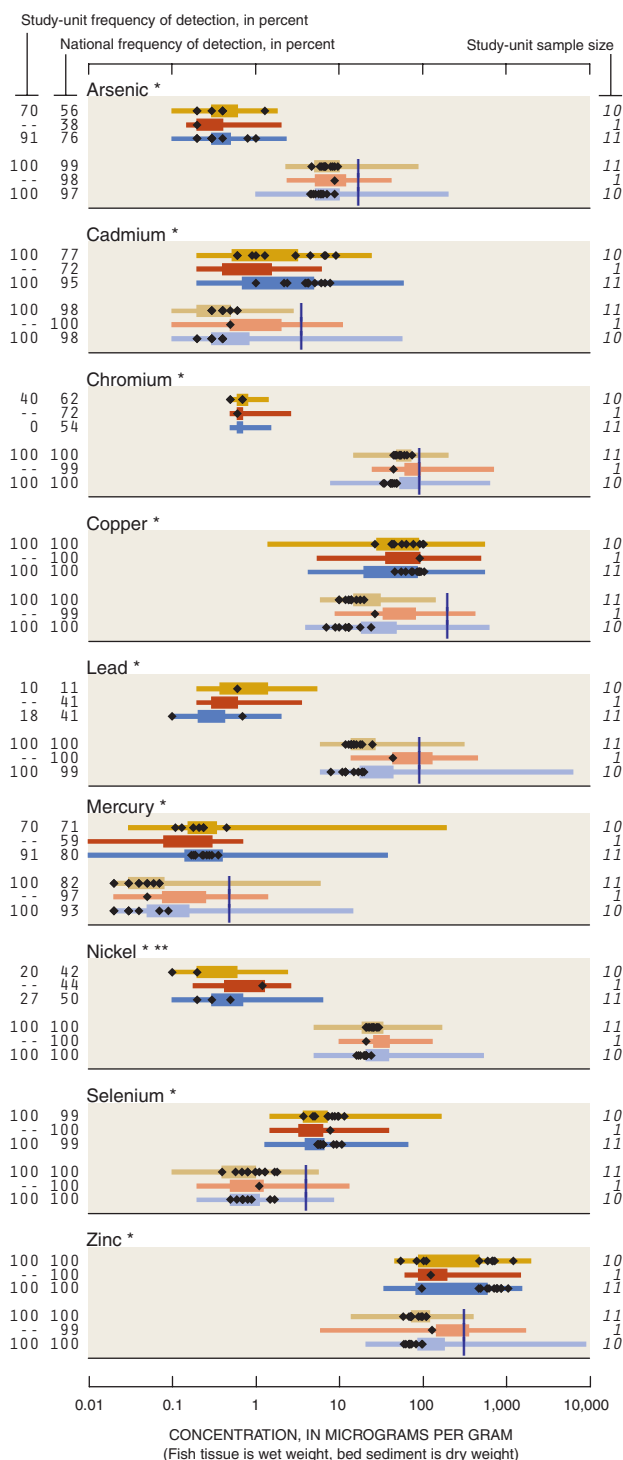 Study-unit frequency of detection, in percent
National frequency of detection, in percent
Study-unit sample size
Arsenic *
70 56 10
-- 38 1
91 76 11
100 99 11
-- 98 1
100 97 10
Cadmium *
100 77 10
-- 72 1
100 95 11
100 98 11
-- 100 1
100 98 10
Chromium *
40 62 10
-- 72 1
0 54 11
100 100 11
-- 99 1
100 100 10
Copper *
100 100 10
-- 100 1
100 100 11
100 100 11
-- 99 1
100 100 10
Lead *
10 11 10
-- 41 1
18 41 11
100 100 11
-- 100 1
100 99 10
Mercury *
70 71 10
-- 59 1
91 80 11
100 82 11
-- 97 1
100 93 10
Nickel * **
20 42 10
-- 44 1
27 50 11
100 100 11
-- 100 1
100 100 10
Selenium *
100 99 10
-- 100 1
100 99 11
100 100 11
-- 100 1
100 100 10
Zinc *
100 100 10
-- 100 1
100 100 11
100 100 11
-- 99 1
100 100 10
0.01 0.1 1 10 100 1,000 10,000
CONCENTRATION, IN MICROGRAMS PER GRAM
(Fish tissue is wet weight, bed sediment is dry weight)